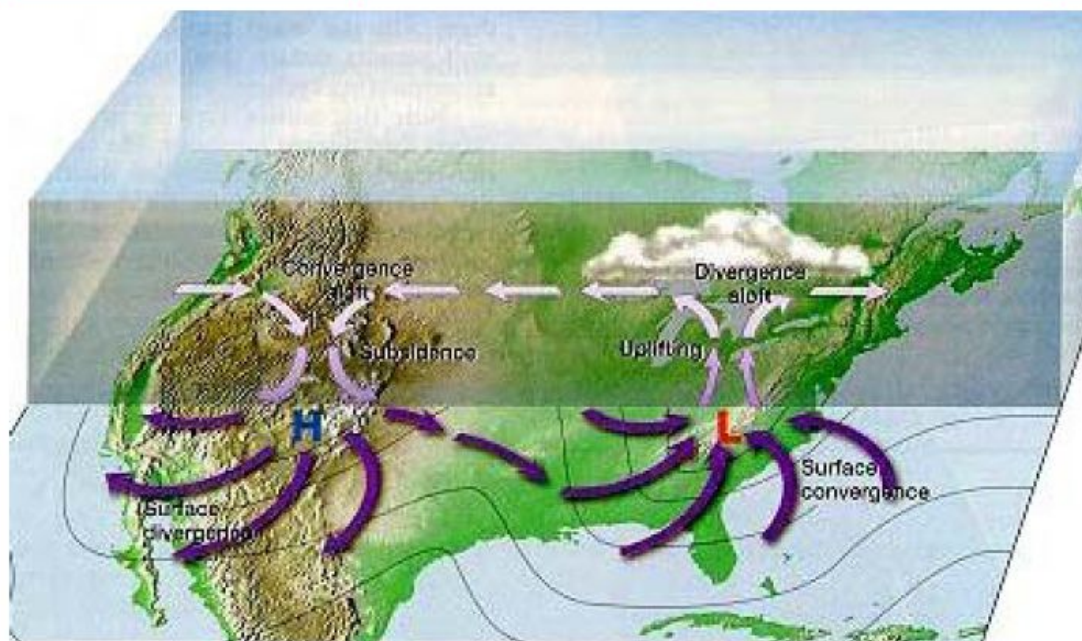 Convergence
aloft
Divergence
aloft
Subsidence
Uplifting
H
L
Surface
convergence
Surface
divergence